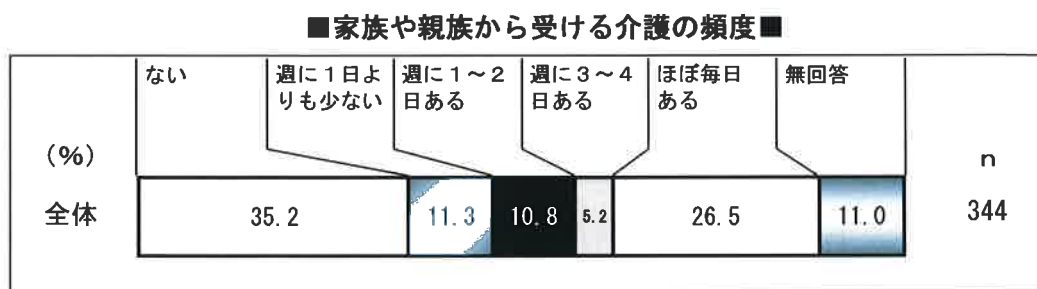 ■家族や親族から受ける介護の頻度■
ない
週に1日よ
りも少ない
週に1～2
日ある
週に3～4
日ある
ほぼ毎日
ある
無回答
(%)
n
全体 35.2 11.3 10.8 5.2 26.5 11.0 344